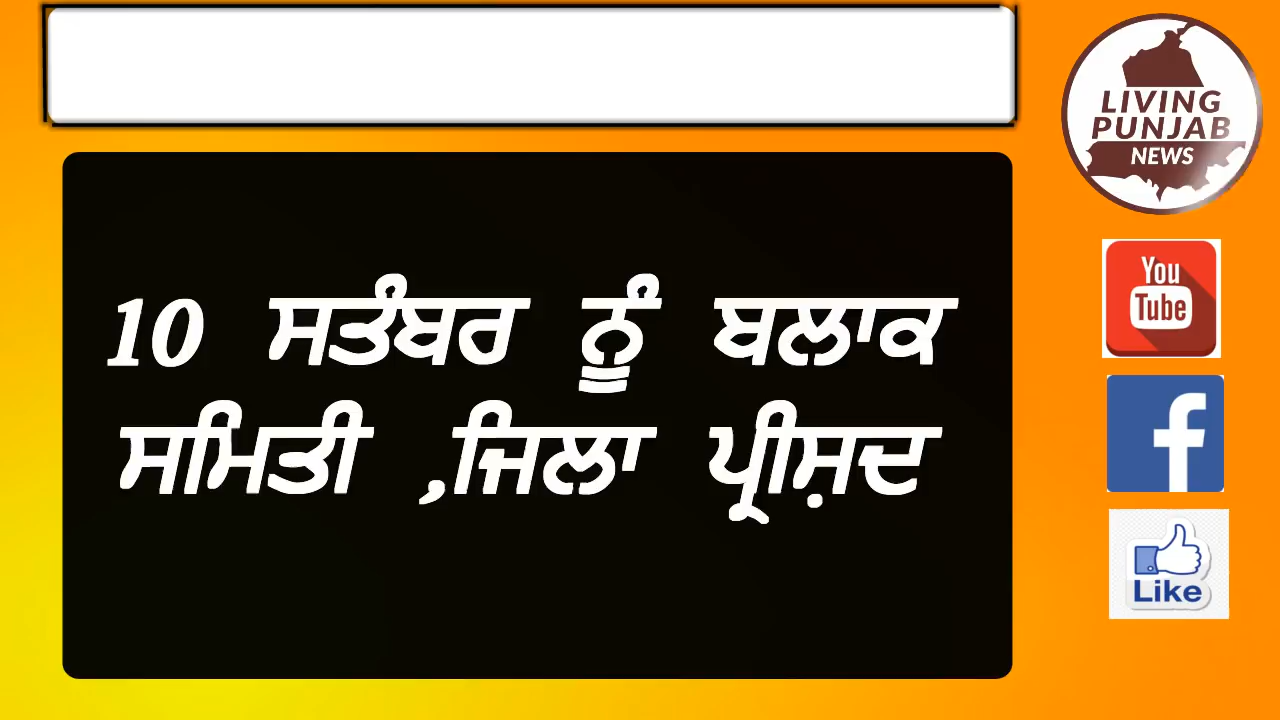 LIVING
PUNJAB
NEWS
10 ਸਤੰਬਰ ਨੂੰ ਬਲਾਕ
ਸਮਿਤੀ ,ਜਿਲਾ ਪ੍ਰੀਸ਼ਦ
You
Tube
f
Like